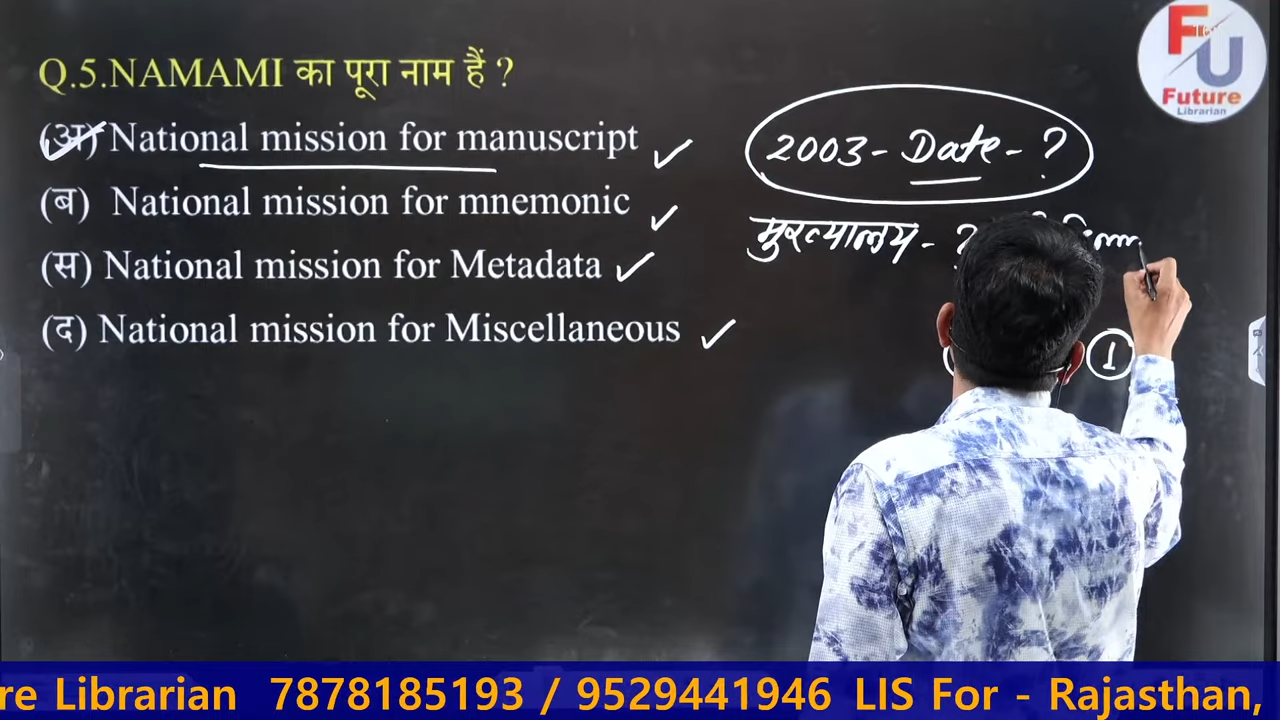 Q.5.NAMAMI का पूरा नाम हैं ?
(अ) National mission for manuscript
(ब) National mission for mnemonic
(स) National mission for Metadata
(द) National mission for Miscellaneous
2003 - Date - ?
मुख्यालय - ?
1
FU
Future
Librarian
re Librarian 7878185193 / 9529441946 LIS For - Rajasthan,